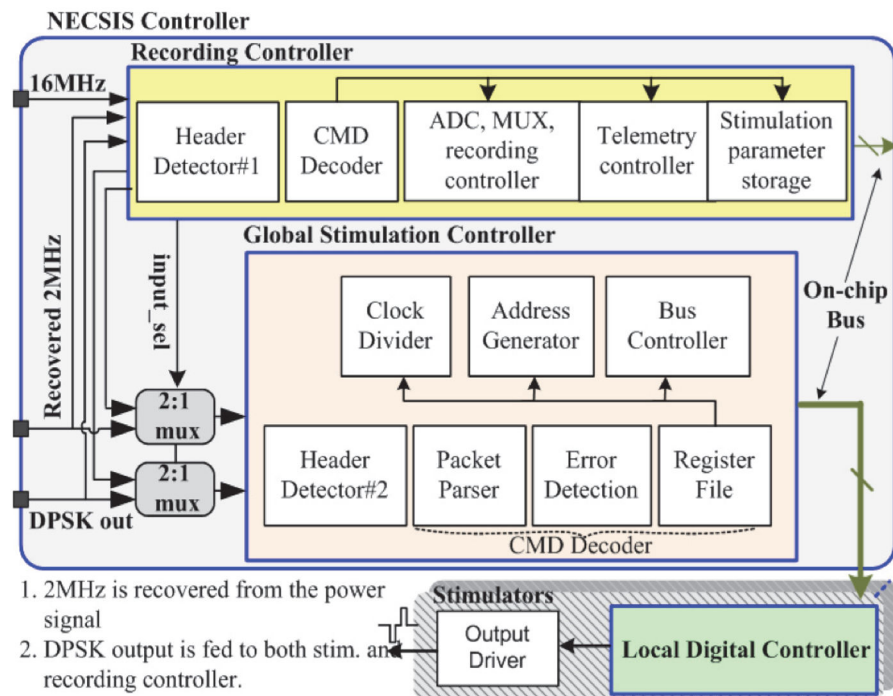 NECSIS Controller
Recording Controller
16MHz
Header
Detector#1
CMD
Decoder
ADC, MUX,
recording
controller
Telemetry
controller
Stimulation
parameter
storage
Global Stimulation Controller
input_sel
Recovered 2MHz
On-chip
Bus
Clock
Divider
Address
Generator
Bus
Controller
2:1
mux
2:1
mux
Header
Detector#2
Packet
Parser
Error
Detection
Register
File
CMD Decoder
DPSK out
1. 2MHz is recovered from the power
signal
2. DPSK output is fed to both stim. and
recording controller.
Stimulators
Output
Driver
Local Digital Controller